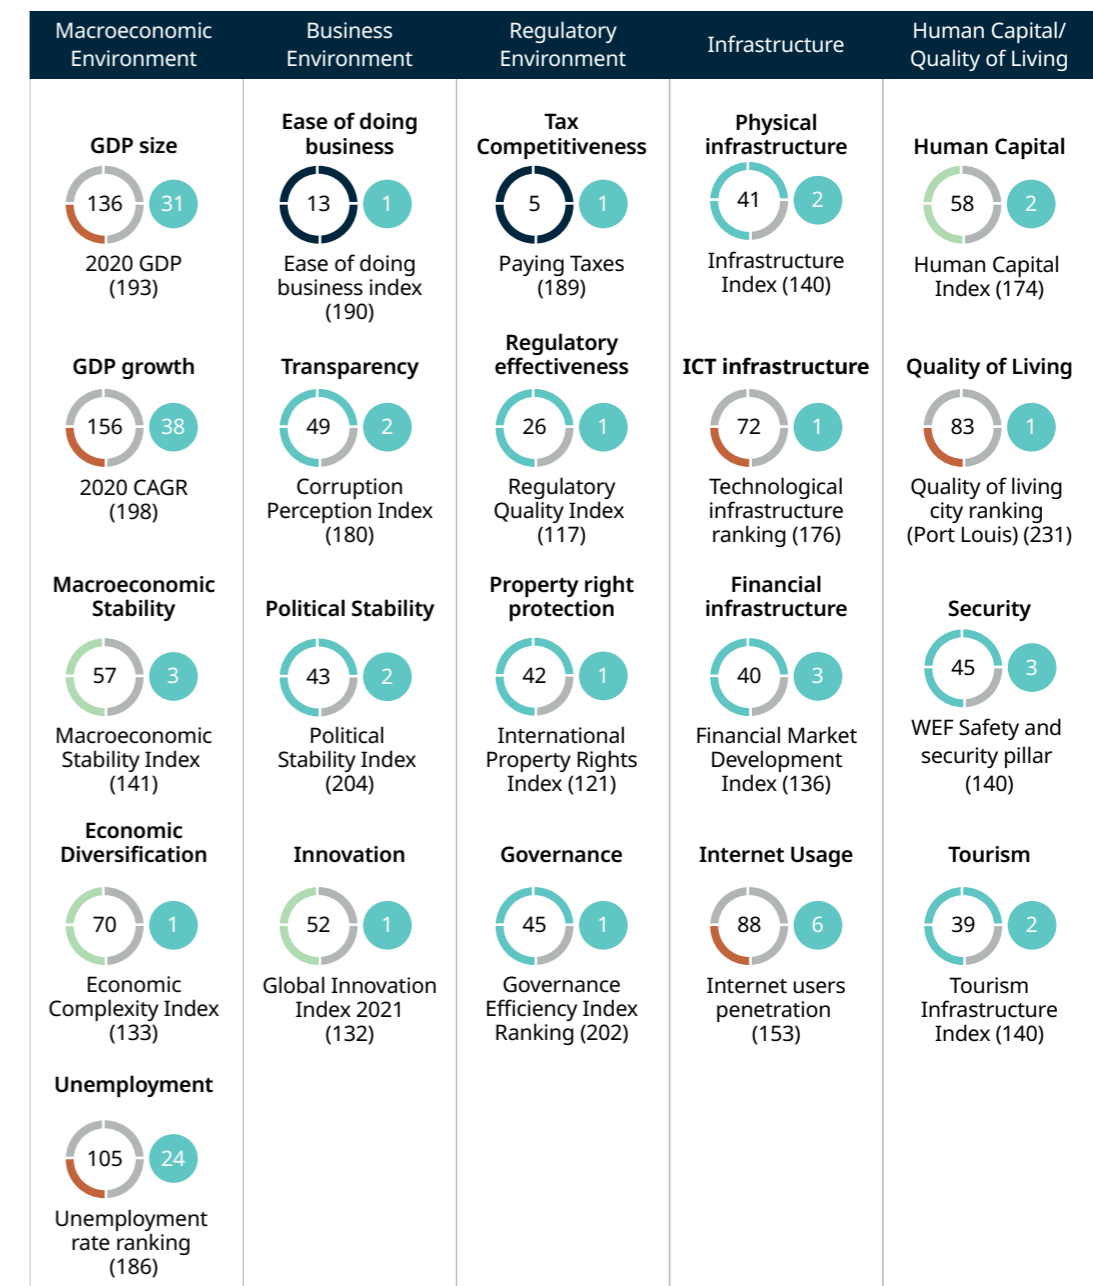 Macroeconomic
Environment
Business
Environment
Regulatory
Environment
Infrastructure
Human Capital/
Quality of Living
GDP size
136 31
2020 GDP
(193)
GDP growth
156 38
2020 CAGR
(198)
Macroeconomic
Stability
57 3
Macroeconomic
Stability Index
(141)
Economic
Diversification
70 1
Economic
Complexity Index
(133)
Unemployment
105 24
Unemployment
rate ranking
(186)
Ease of doing
business
13 1
Ease of doing
business index
(190)
Transparency
49 2
Corruption
Perception Index
(180)
Political Stability
43 2
Political
Stability Index
(204)
Innovation
52 1
Global Innovation
Index 2021
(132)
Tax
Competitiveness
5 1
Paying Taxes
(189)
Regulatory
effectiveness
26 1
Regulatory
Quality Index
(117)
Property right
protection
42 1
International
Property Rights
Index (121)
Governance
45 1
Governance
Efficiency Index
Ranking (202)
Physical
infrastructure
41 2
Infrastructure
Index (140)
ICT infrastructure
72 1
Technological
infrastructure
ranking (176)
Financial
infrastructure
40 3
Financial Market
Development
Index (136)
Internet Usage
88 6
Internet users
penetration
(153)
Human Capital
58 2
Human Capital
Index (174)
Quality of Living
83 1
Quality of living
city ranking
(Port Louis) (231)
Security
45 3
WEF Safety and
security pillar
(140)
Tourism
39 2
Tourism
Infrastructure
Index (140)